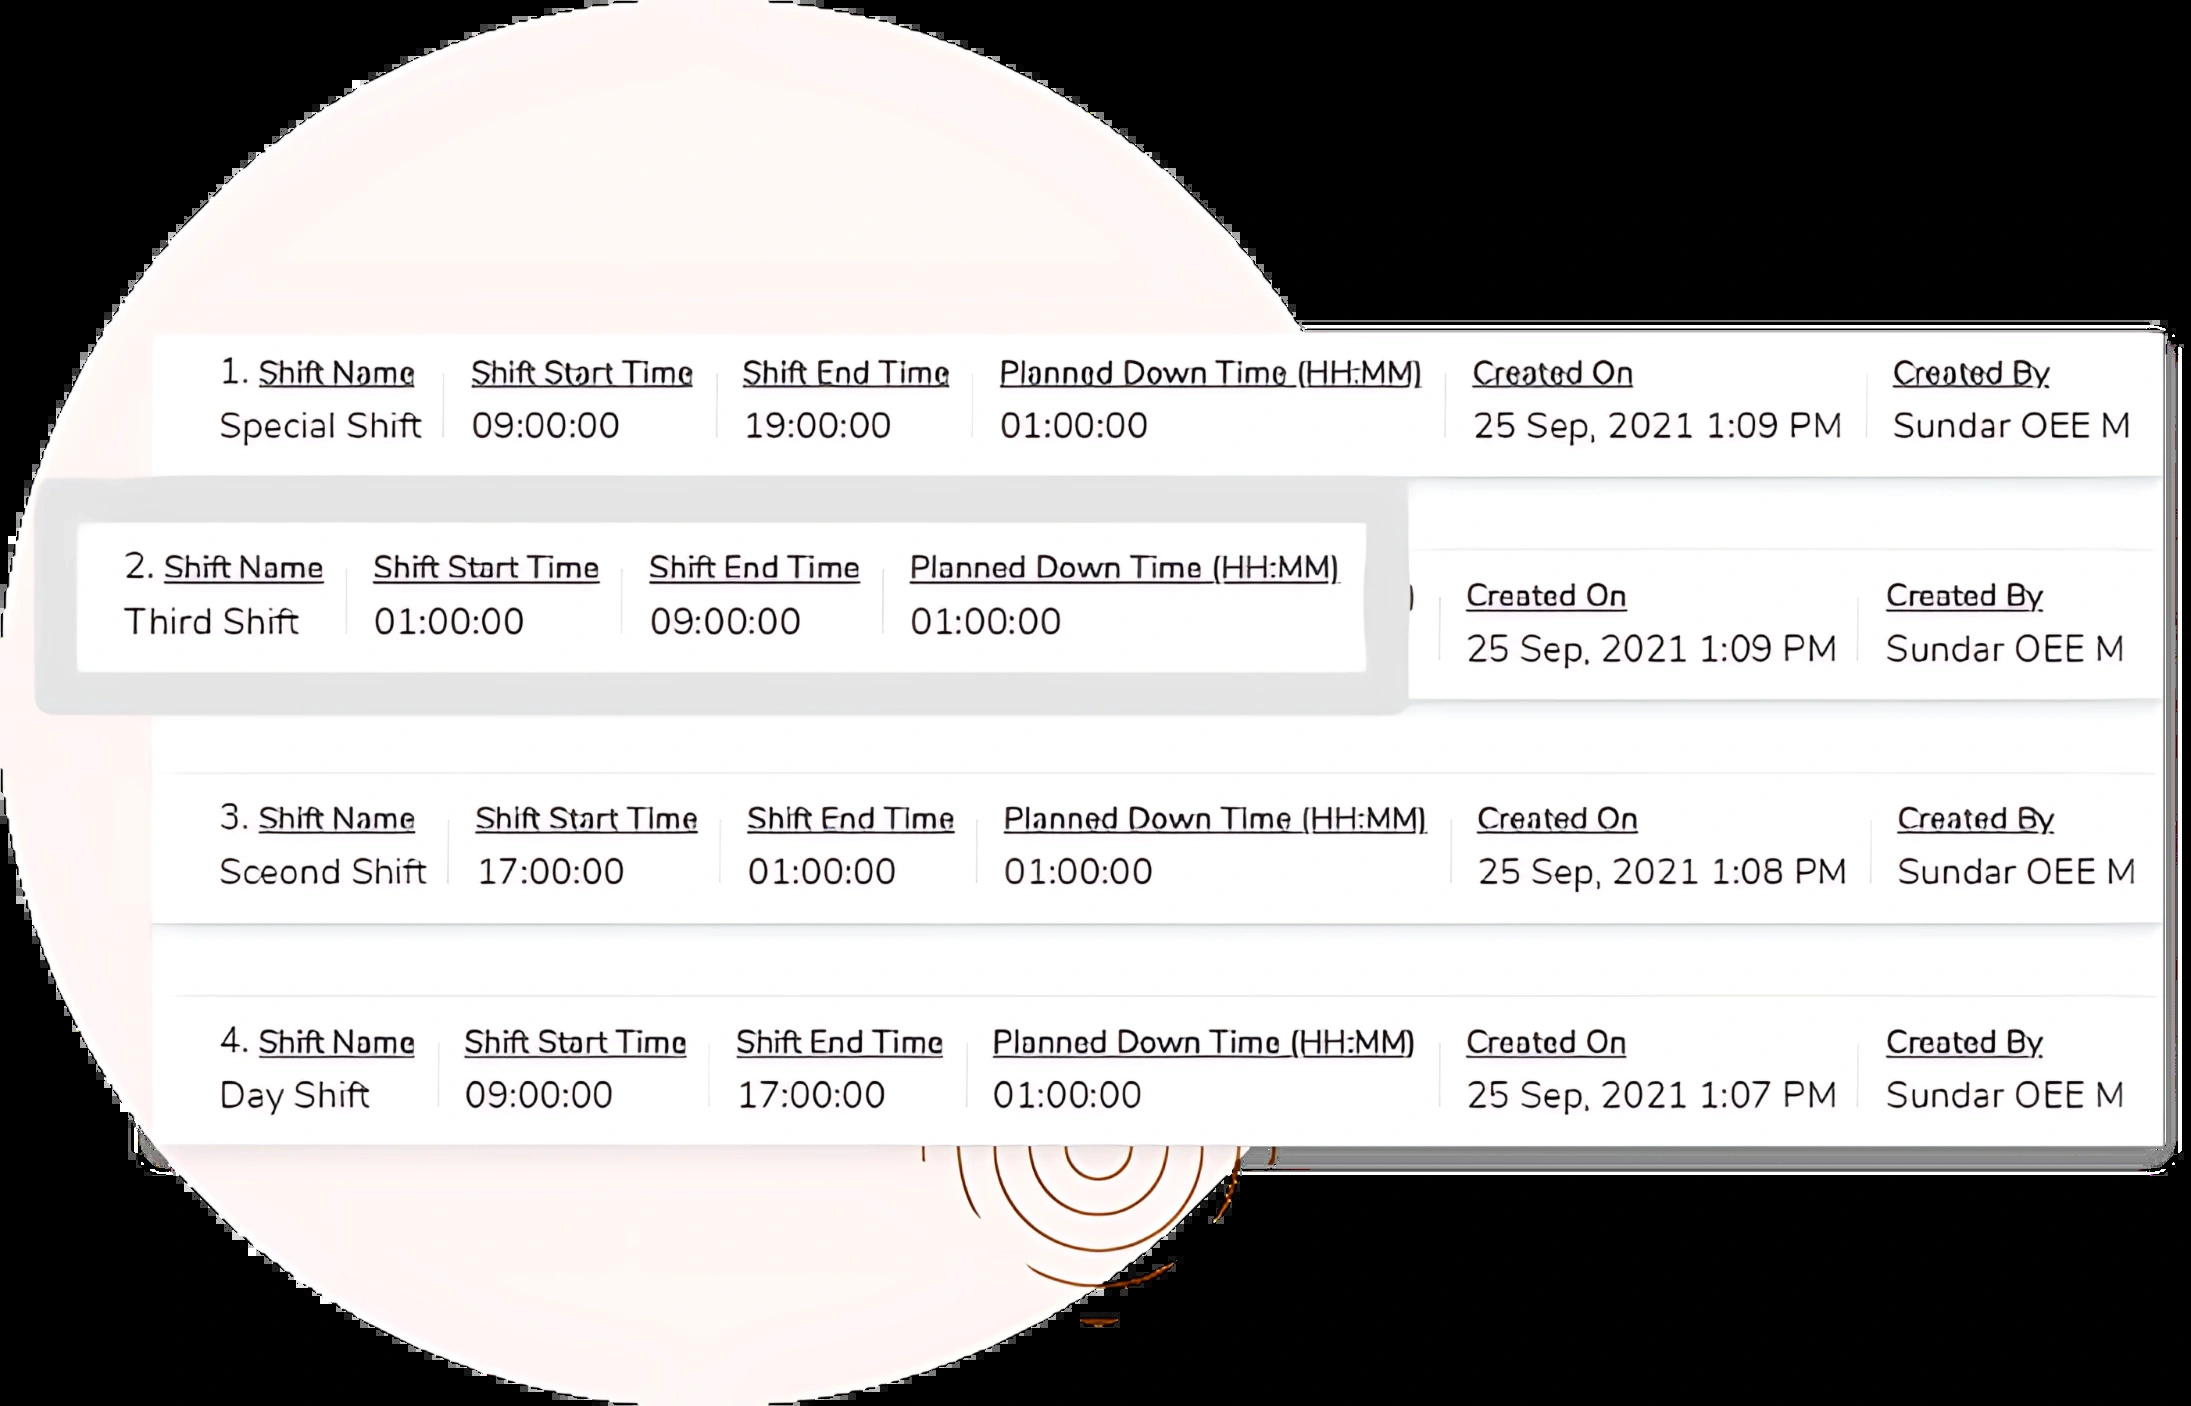 1. Shift Name Shift Start Time Shift End Time Planned Down Time (HH:MM) Created On Created By
Special Shift 09:00:00 19:00:00 01:00:00 25 Sep, 2021 1:09 PM Sundar OEE M
2. Shift Name Shift Start Time Shift End Time Planned Down Time (HH:MM) Created On Created By
Third Shift 01:00:00 09:00:00 01:00:00 25 Sep, 2021 1:09 PM Sundar OEE M
3. Shift Name Shift Start Time Shift End Time Planned Down Time (HH:MM) Created On Created By
Sceond Shift 17:00:00 01:00:00 01:00:00 25 Sep, 2021 1:08 PM Sundar OEE M
4. Shift Name Shift Start Time Shift End Time Planned Down Time (HH:MM) Created On Created By
Day Shift 09:00:00 17:00:00 01:00:00 25 Sep, 2021 1:07 PM Sundar OEE M